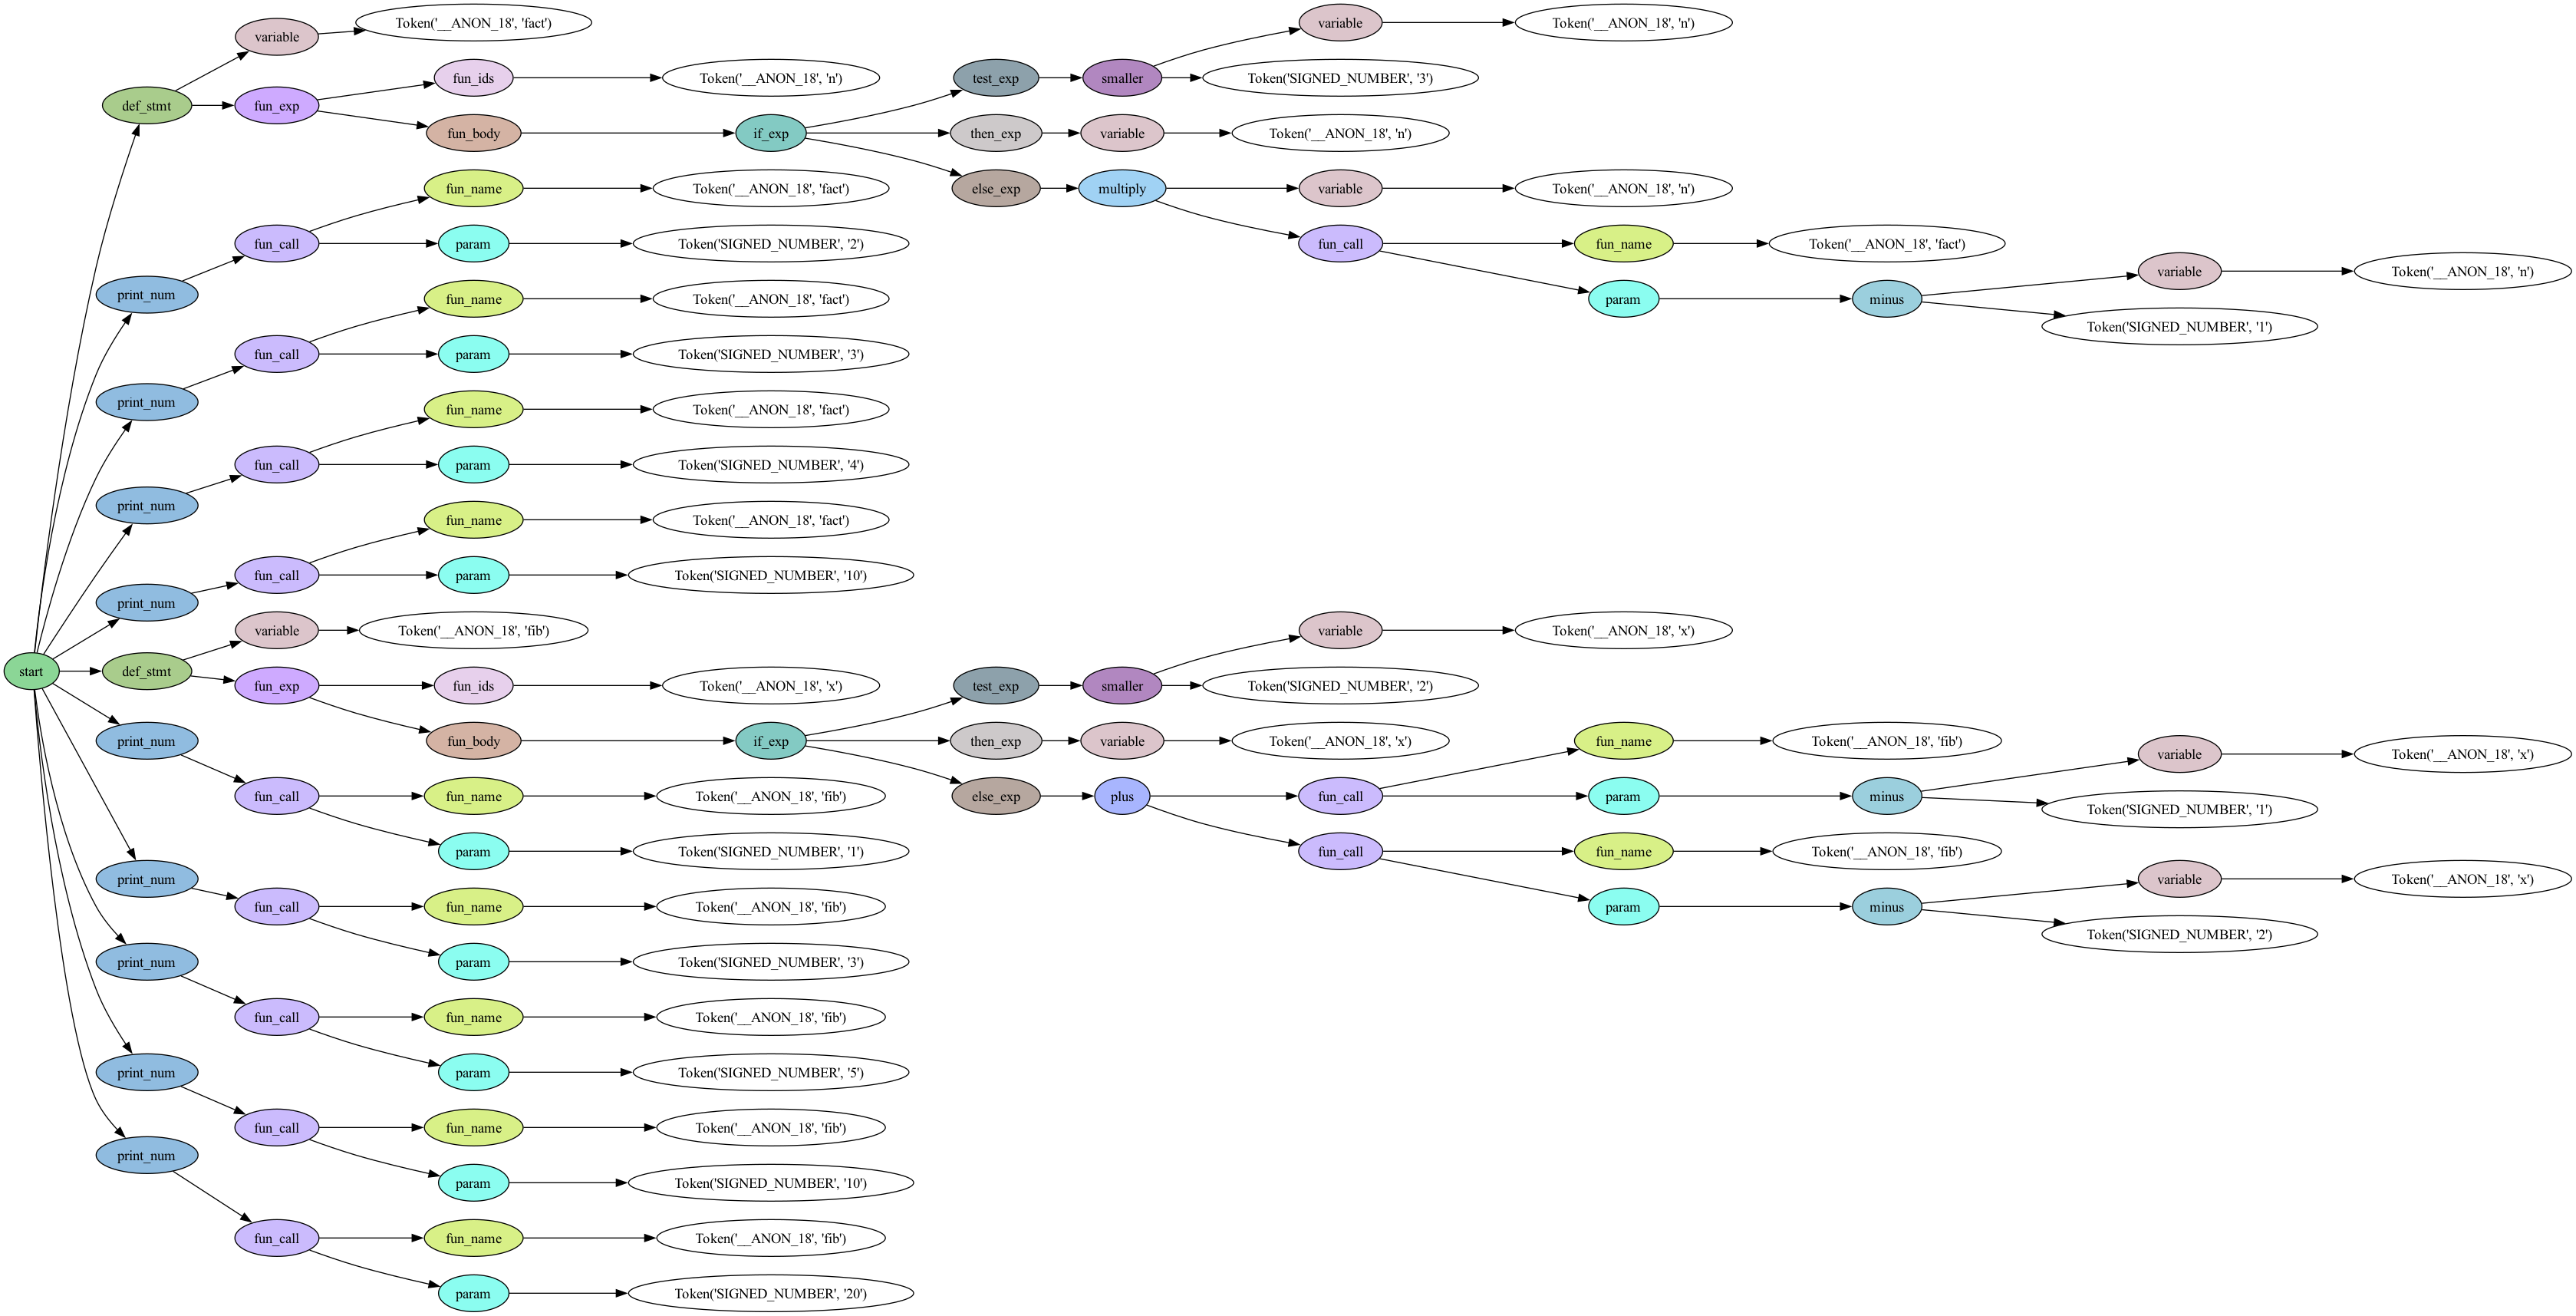 start
def_stmt
variable
Token('__ANON_18', 'fact')
fun_exp
fun_ids
Token('__ANON_18', 'n')
fun_body
if_exp
test_exp
smaller
variable
Token('__ANON_18', 'n')
Token('SIGNED_NUMBER', '3')
then_exp
variable
Token('__ANON_18', 'n')
else_exp
multiply
variable
Token('__ANON_18', 'n')
fun_call
fun_name
Token('__ANON_18', 'fact')
param
minus
variable
Token('__ANON_18', 'n')
Token('SIGNED_NUMBER', '1')
print_num
fun_call
fun_name
Token('__ANON_18', 'fact')
param
Token('SIGNED_NUMBER', '2')
print_num
fun_call
fun_name
Token('__ANON_18', 'fact')
param
Token('SIGNED_NUMBER', '3')
print_num
fun_call
fun_name
Token('__ANON_18', 'fact')
param
Token('SIGNED_NUMBER', '4')
print_num
fun_call
fun_name
Token('__ANON_18', 'fact')
param
Token('SIGNED_NUMBER', '10')
def_stmt
variable
Token('__ANON_18', 'fib')
fun_exp
fun_ids
Token('__ANON_18', 'x')
fun_body
if_exp
test_exp
smaller
variable
Token('__ANON_18', 'x')
Token('SIGNED_NUMBER', '2')
then_exp
variable
Token('__ANON_18', 'x')
else_exp
plus
fun_call
fun_name
Token('__ANON_18', 'fib')
param
minus
variable
Token('__ANON_18', 'x')
Token('SIGNED_NUMBER', '1')
fun_call
fun_name
Token('__ANON_18', 'fib')
param
minus
variable
Token('__ANON_18', 'x')
Token('SIGNED_NUMBER', '2')
print_num
fun_call
fun_name
Token('__ANON_18', 'fib')
param
Token('SIGNED_NUMBER', '1')
print_num
fun_call
fun_name
Token('__ANON_18', 'fib')
param
Token('SIGNED_NUMBER', '3')
print_num
fun_call
fun_name
Token('__ANON_18', 'fib')
param
Token('SIGNED_NUMBER', '5')
print_num
fun_call
fun_name
Token('__ANON_18', 'fib')
param
Token('SIGNED_NUMBER', '10')
print_num
fun_call
fun_name
Token('__ANON_18', 'fib')
param
Token('SIGNED_NUMBER', '20')